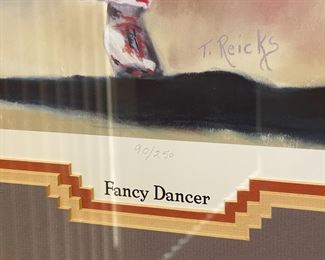 T. Reicks
90/250
Fancy Dancer